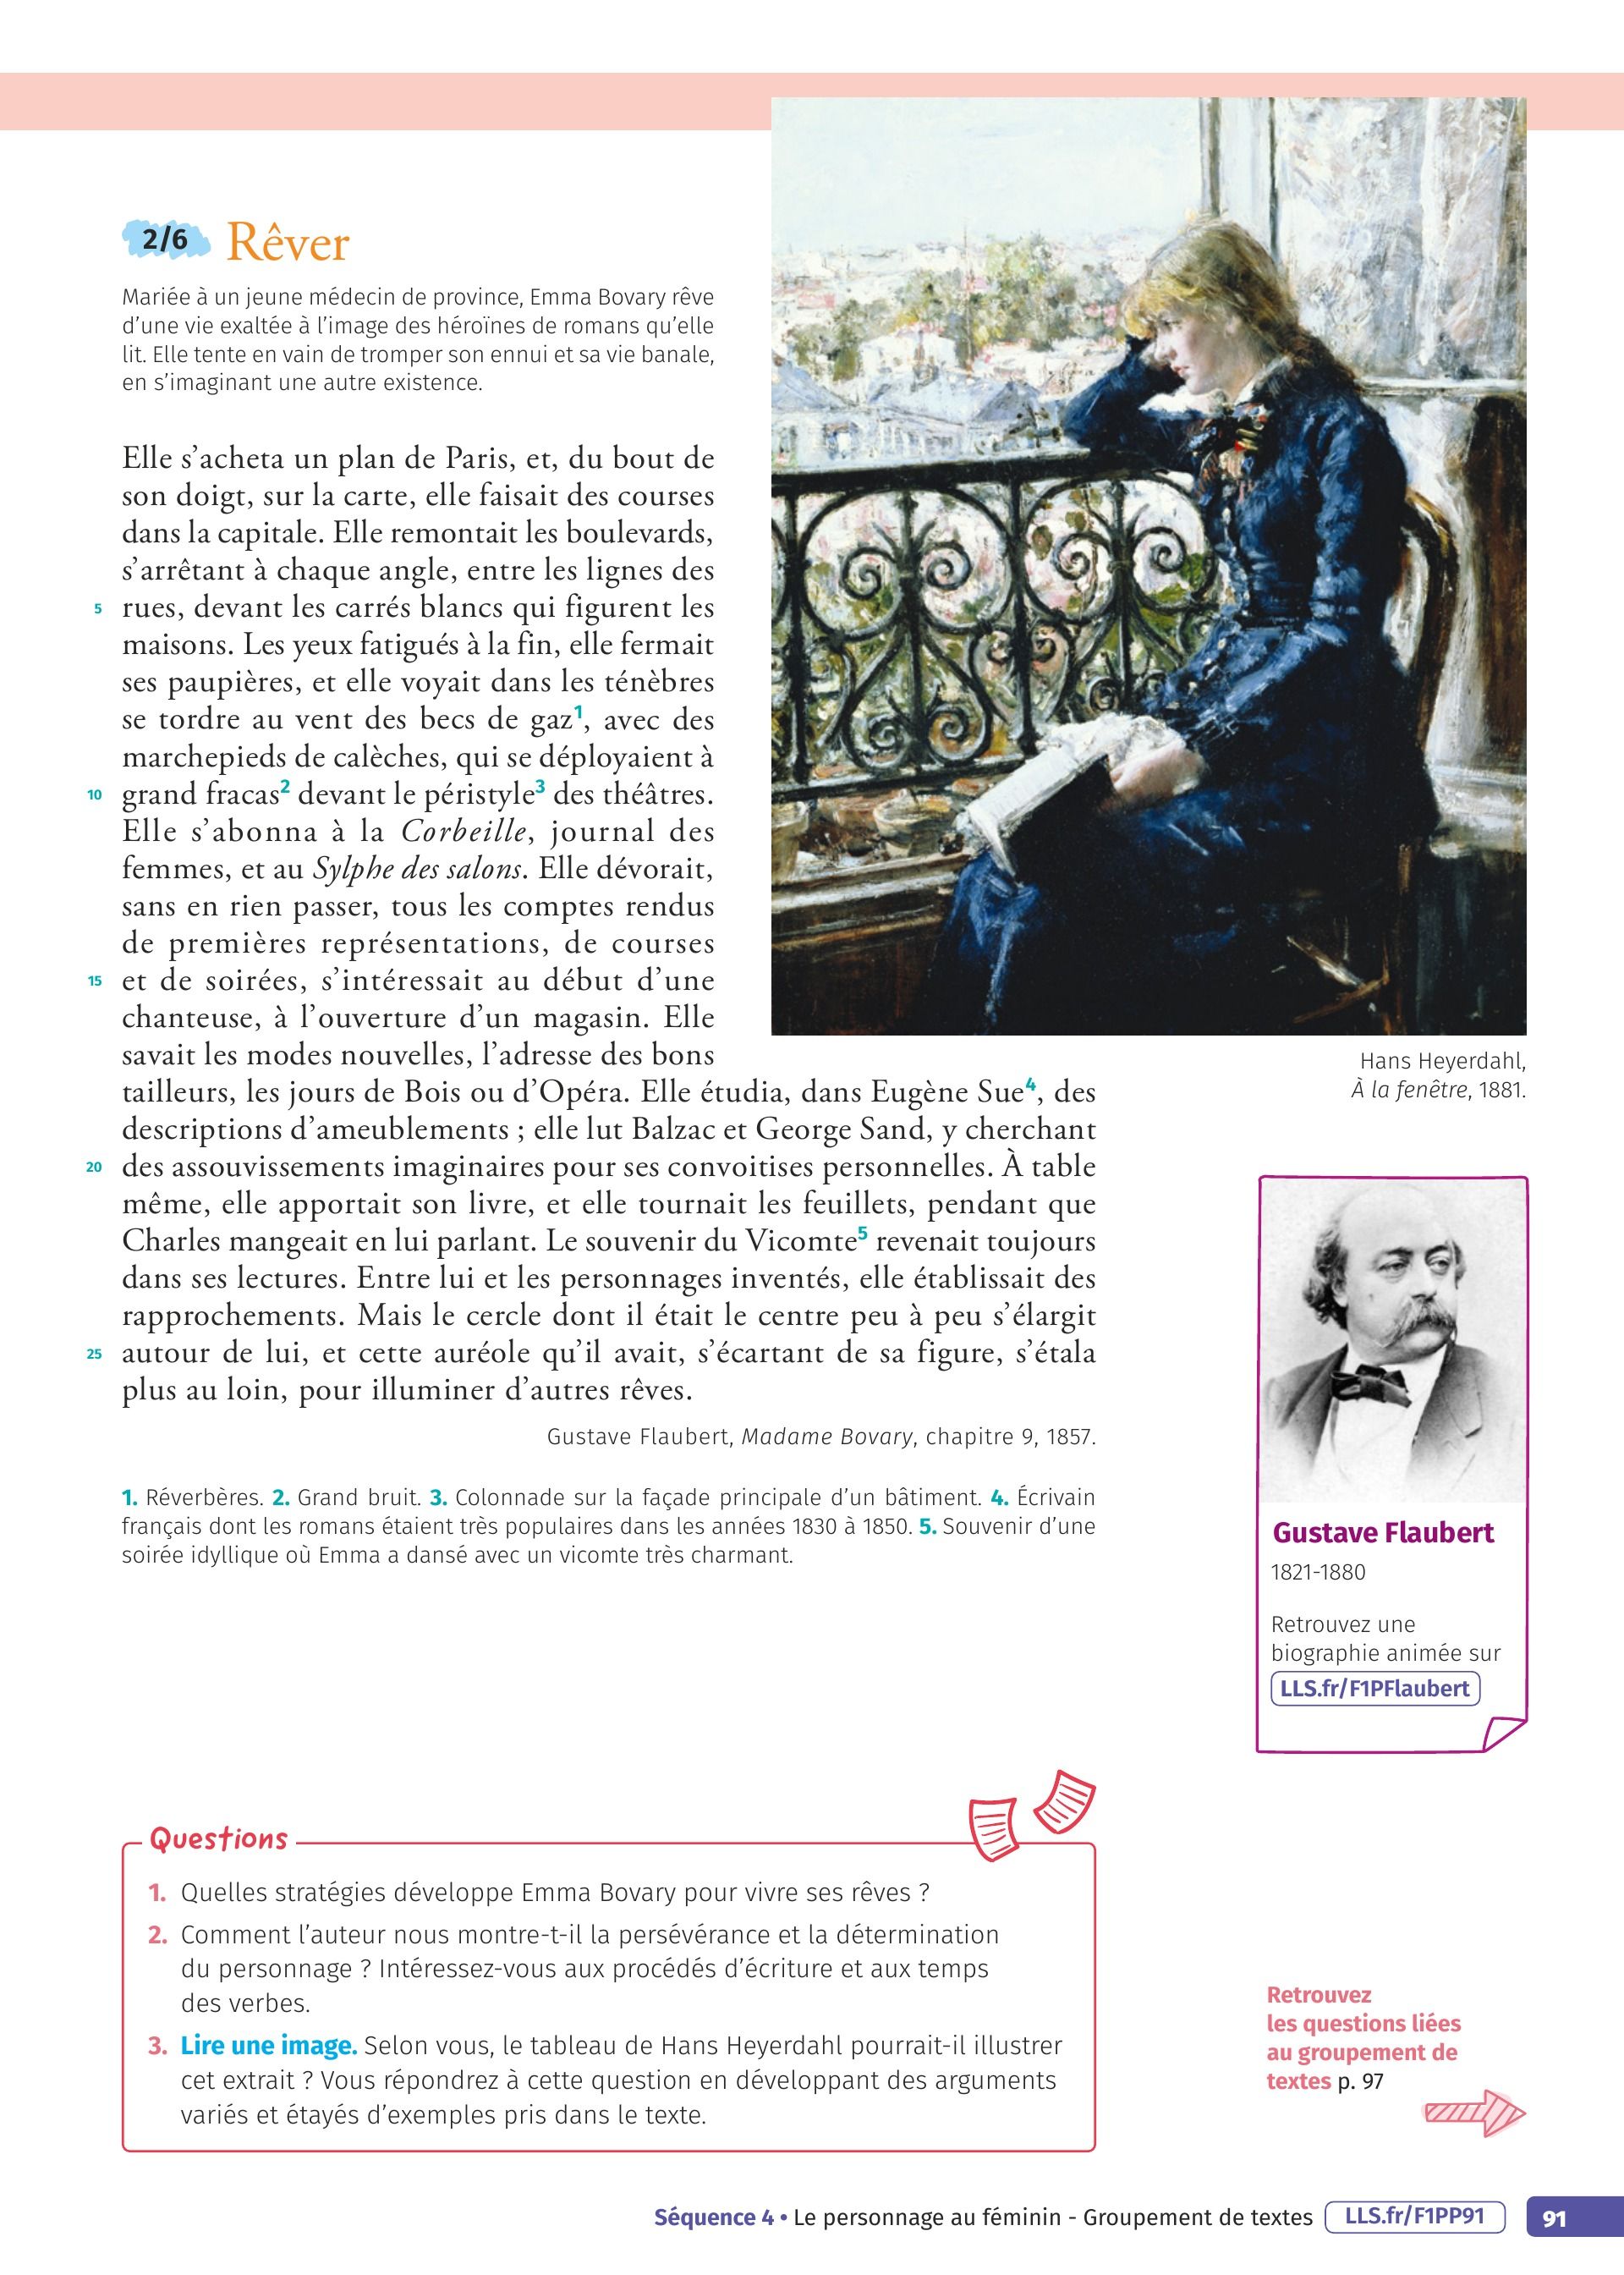 2/6 Rêver
Mariée à un jeune médecin de province, Emma Bovary rêve
d’une vie exaltée à l’image des héroïnes de romans qu’elle
lit. Elle tente en vain de tromper son ennui et sa vie banale,
en s’imaginant une autre existence.
Elle s’acheta un plan de Paris, et, du bout de
son doigt, sur la carte, elle faisait des courses
dans la capitale. Elle remontait les boulevards,
s’arrêtant à chaque angle, entre les lignes des
5 rues, devant les carrés blancs qui figurent les
maisons. Les yeux fatigués à la fin, elle fermait
ses paupières, et elle voyait dans les ténèbres
se tordre au vent des becs de gaz1, avec des
marchepieds de calèches, qui se déployaient à
10 grand fracas2 devant le péristyle3 des théâtres.
Elle s’abonna à la Corbeille, journal des
femmes, et au Sylphe des salons. Elle dévorait,
sans en rien passer, tous les comptes rendus
de premières représentations, de courses
15 et de soirées, s’intéressait au début d’une
chanteuse, à l’ouverture d’un magasin. Elle
savait les modes nouvelles, l’adresse des bons
tailleurs, les jours de Bois ou d’Opéra. Elle étudia, dans Eugène Sue4, des
descriptions d’ameublements ; elle lut Balzac et George Sand, y cherchant
20 des assouvissements imaginaires pour ses convoitises personnelles. À table
même, elle apportait son livre, et elle tournait les feuillets, pendant que
Charles mangeait en lui parlant. Le souvenir du Vicomte5 revenait toujours
dans ses lectures. Entre lui et les personnages inventés, elle établissait des
rapprochements. Mais le cercle dont il était le centre peu à peu s’élargit
25 autour de lui, et cette auréole qu’il avait, s’écartant de sa figure, s’étala
plus au loin, pour illuminer d’autres rêves.
Gustave Flaubert, Madame Bovary, chapitre 9, 1857.
1. Réverbères. 2. Grand bruit. 3. Colonnade sur la façade principale d’un bâtiment. 4. Écrivain
français dont les romans étaient très populaires dans les années 1830 à 1850. 5. Souvenir d’une
soirée idyllique où Emma a dansé avec un vicomte très charmant.
Hans Heyerdahl,
À la fenêtre, 1881.
Gustave Flaubert
1821-1880
Retrouvez une
biographie animée sur
LLS.fr/F1PFlaubert
Questions
1. Quelles stratégies développe Emma Bovary pour vivre ses rêves ?
2. Comment l’auteur nous montre-t-il la persévérance et la détermination
du personnage ? Intéressez-vous aux procédés d’écriture et aux temps
des verbes.
3. Lire une image. Selon vous, le tableau de Hans Heyerdahl pourrait-il illustrer
cet extrait ? Vous répondrez à cette question en développant des arguments
variés et étayés d’exemples pris dans le texte.
Retrouvez
les questions liées
au groupement de
textes p. 97
Séquence 4 • Le personnage au féminin - Groupement de textes LLS.fr/F1PP91 91